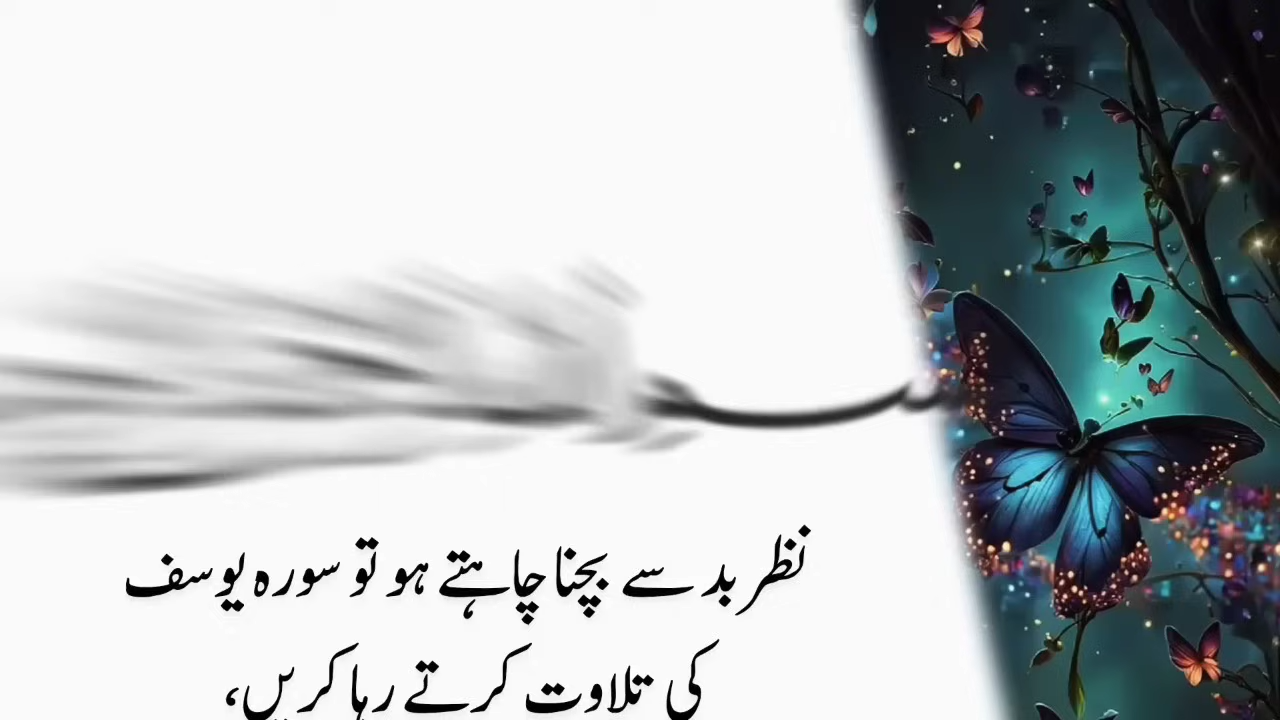 نظر بد سے بچنا چاہتے ہو تو سورہ یوسف
کی تلاوت کرتے رہا کریں،